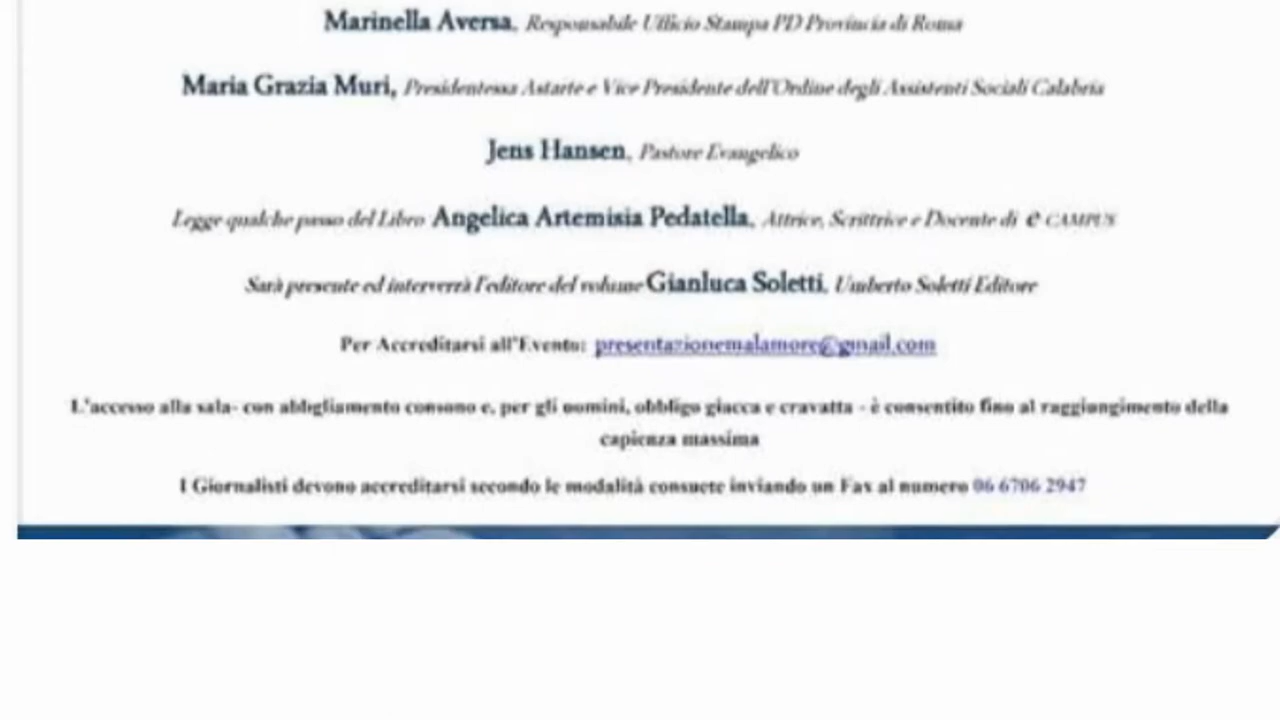 Marinella Aversa, Responsabile Ufficio Stampa PD Provincia di Roma
Maria Grazia Muri, Presidentessa Astarte e Vice Presidente dell'Ordine degli Assistenti Sociali Calabria
Jens Hansen, Pastore Evangelico
Legge qualche passo del Libro Angelica Artemisia Pedatella, Attrice, Scrittrice e Docente di e CAMPUS
Sarà presente ed interverrà l'editore del volume Gianluca Soletti, Umberto Soletti Editore
Per Accreditarsi all'Evento: presentazionemalamore@gmail.com
L'accesso alla sala- con abbigliamento consono e, per gli uomini, obbligo giacca e cravatta - è consentito fino al raggiungimento della
capienza massima
I Giornalisti devono accreditarsi secondo le modalità consuete inviando un Fax al numero 06 6706 2947